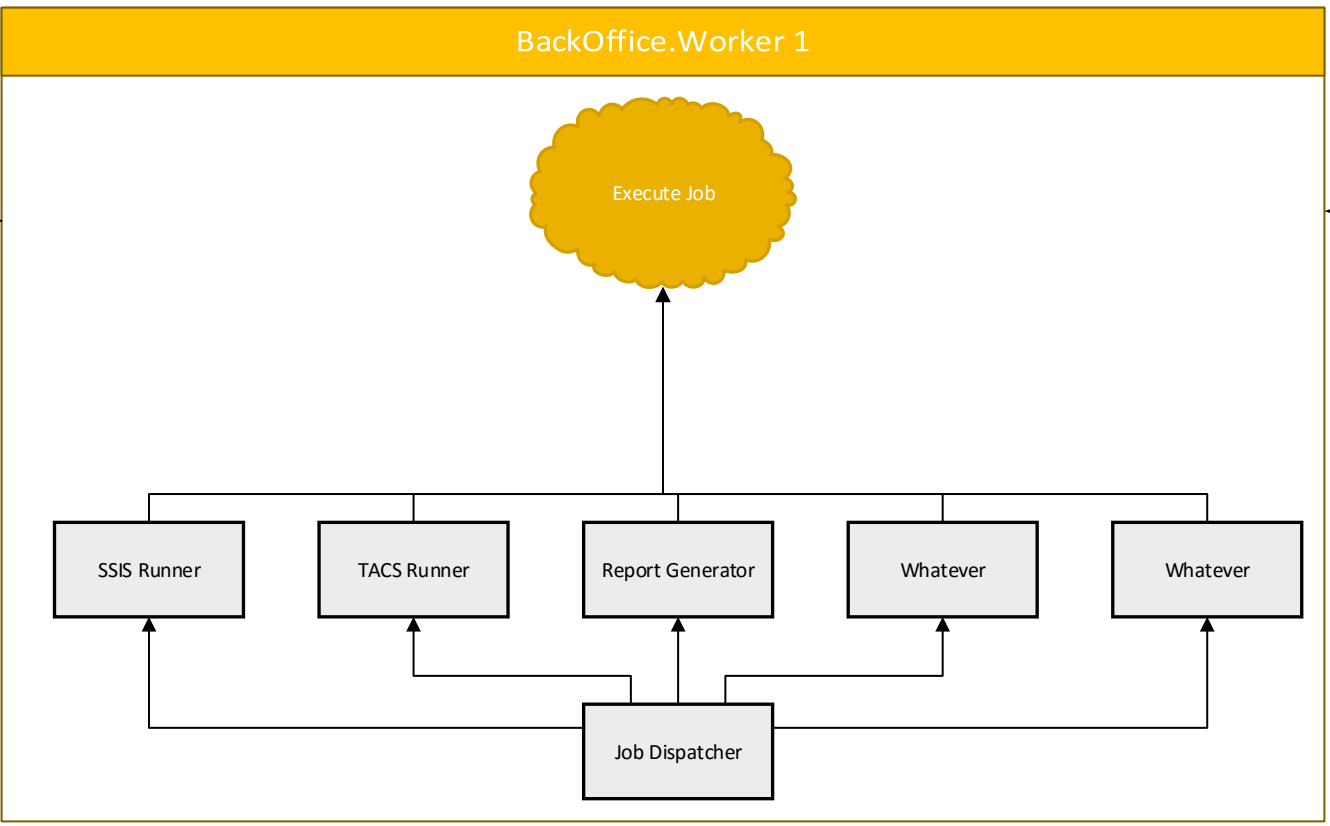 BackOffice.Worker 1
Execute Job
SSIS Runner
TACS Runner
Report Generator
Whatever
Whatever
Job Dispatcher